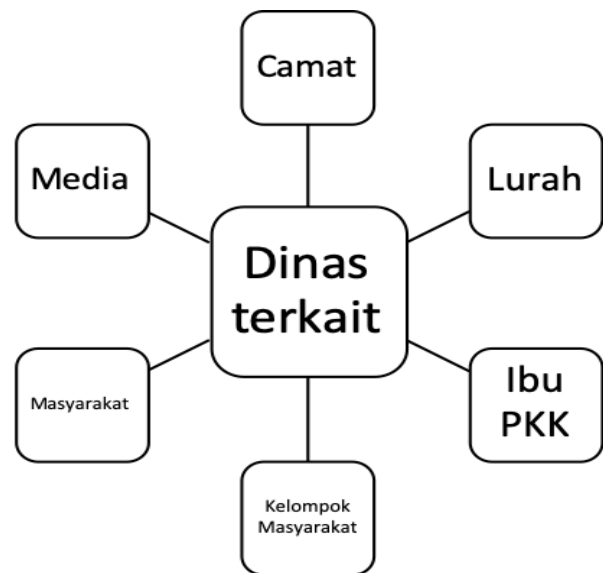 Camat
Media
Lurah
Dinas
terkait
Masyarakat
Ibu
PKK
Kelompok
Masyarakat